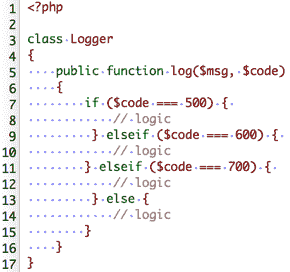 1 <?php
2
3 class Logger
4 {
5     public function log($msg, $code)
6     {
7         if ($code === 500) {
8             // logic
9          } elseif ($code === 600) {
10             // logic
11         } elseif ($code === 700) {
12             // logic
13          } else {
14             // logic
15         }
16     }
17 }